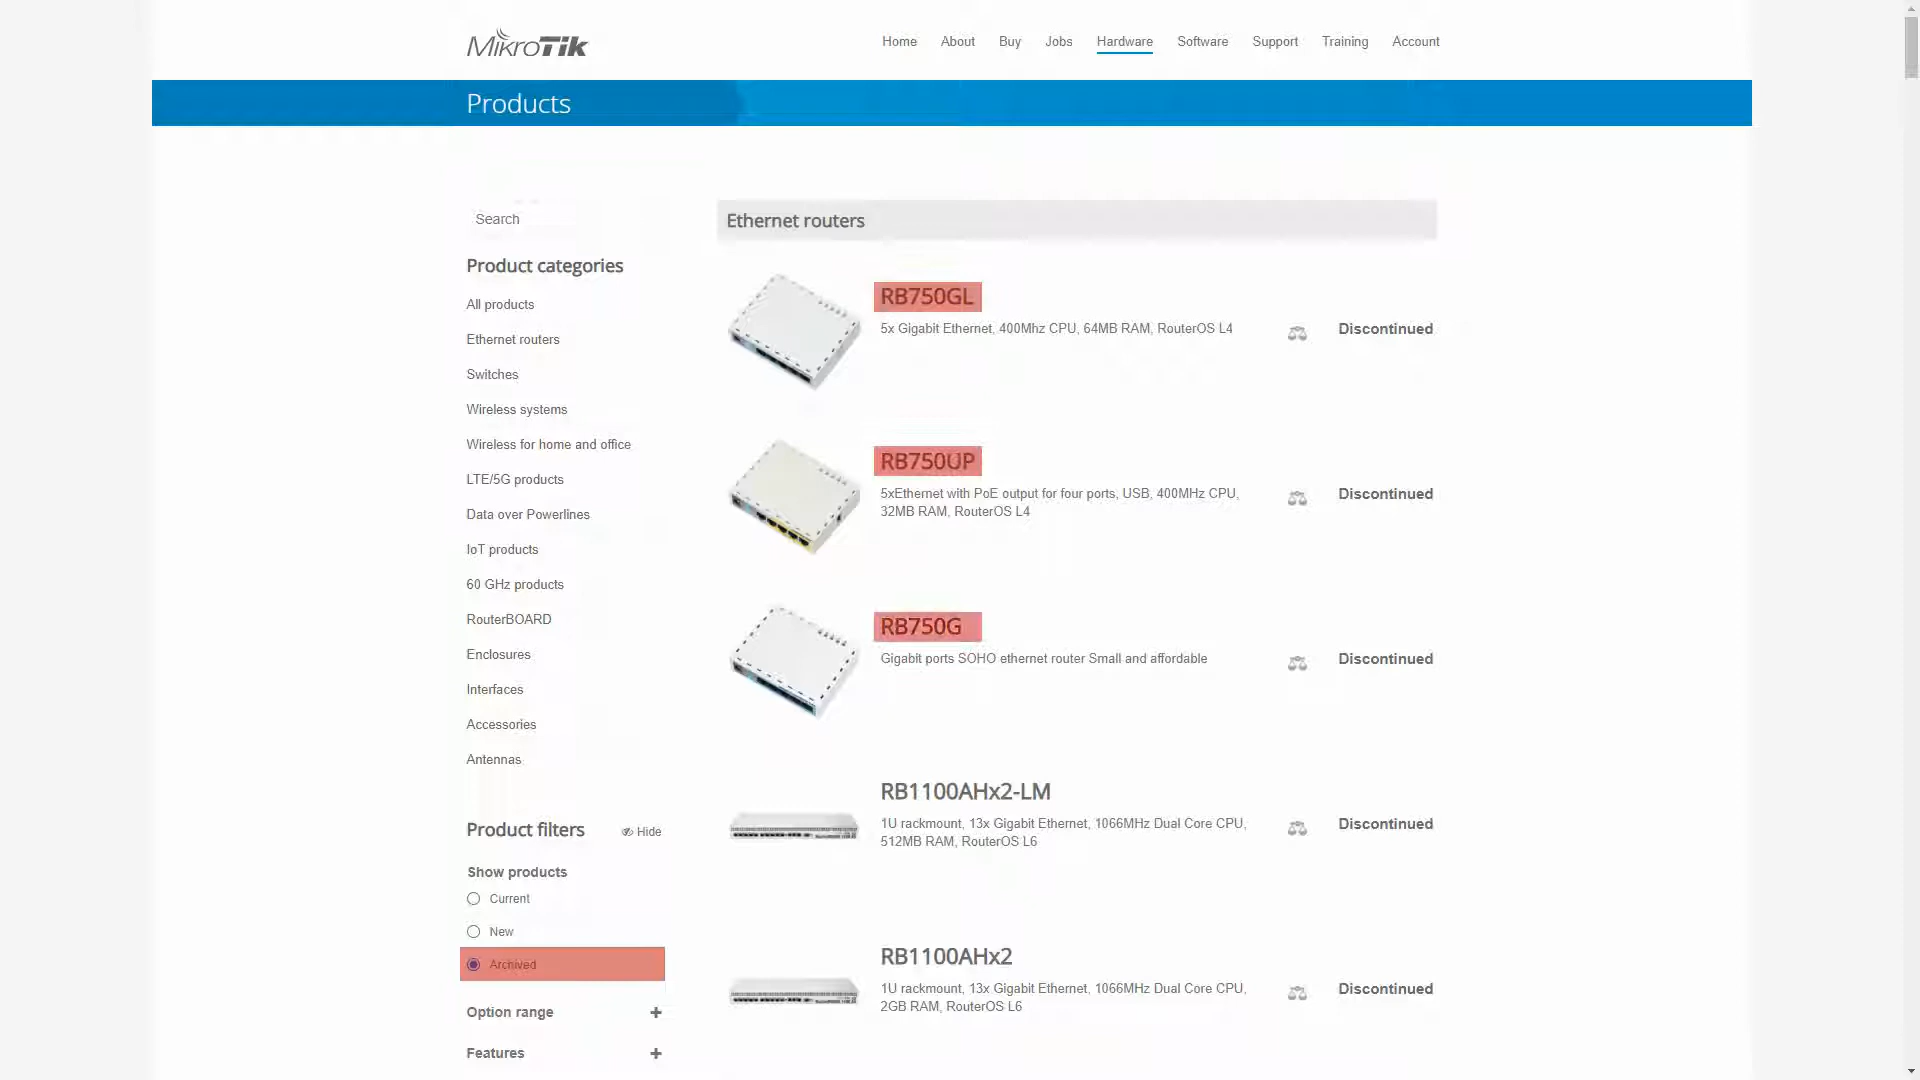 MikroTik
Home About Buy Jobs Hardware Software Support Training Account
Products
Search
Product categories
All products
Ethernet routers
Switches
Wireless systems
Wireless for home and office
LTE/5G products
Data over Powerlines
IoT products
60 GHz products
RouterBOARD
Enclosures
Interfaces
Accessories
Antennas
Product filters Hide
Show products
Current
New
Archived
Option range
Features
Ethernet routers
RB750GL
5x Gigabit Ethernet, 400Mhz CPU, 64MB RAM, RouterOS L4
Discontinued
RB750UP
5xEthernet with PoE output for four ports, USB, 400MHz CPU,
32MB RAM, RouterOS L4
Discontinued
RB750G
Gigabit ports SOHO ethernet router Small and affordable
Discontinued
RB1100AHx2-LM
1U rackmount, 13x Gigabit Ethernet, 1066MHz Dual Core CPU,
512MB RAM, RouterOS L6
Discontinued
RB1100AHx2
1U rackmount, 13x Gigabit Ethernet, 1066MHz Dual Core CPU,
2GB RAM, RouterOS L6
Discontinued